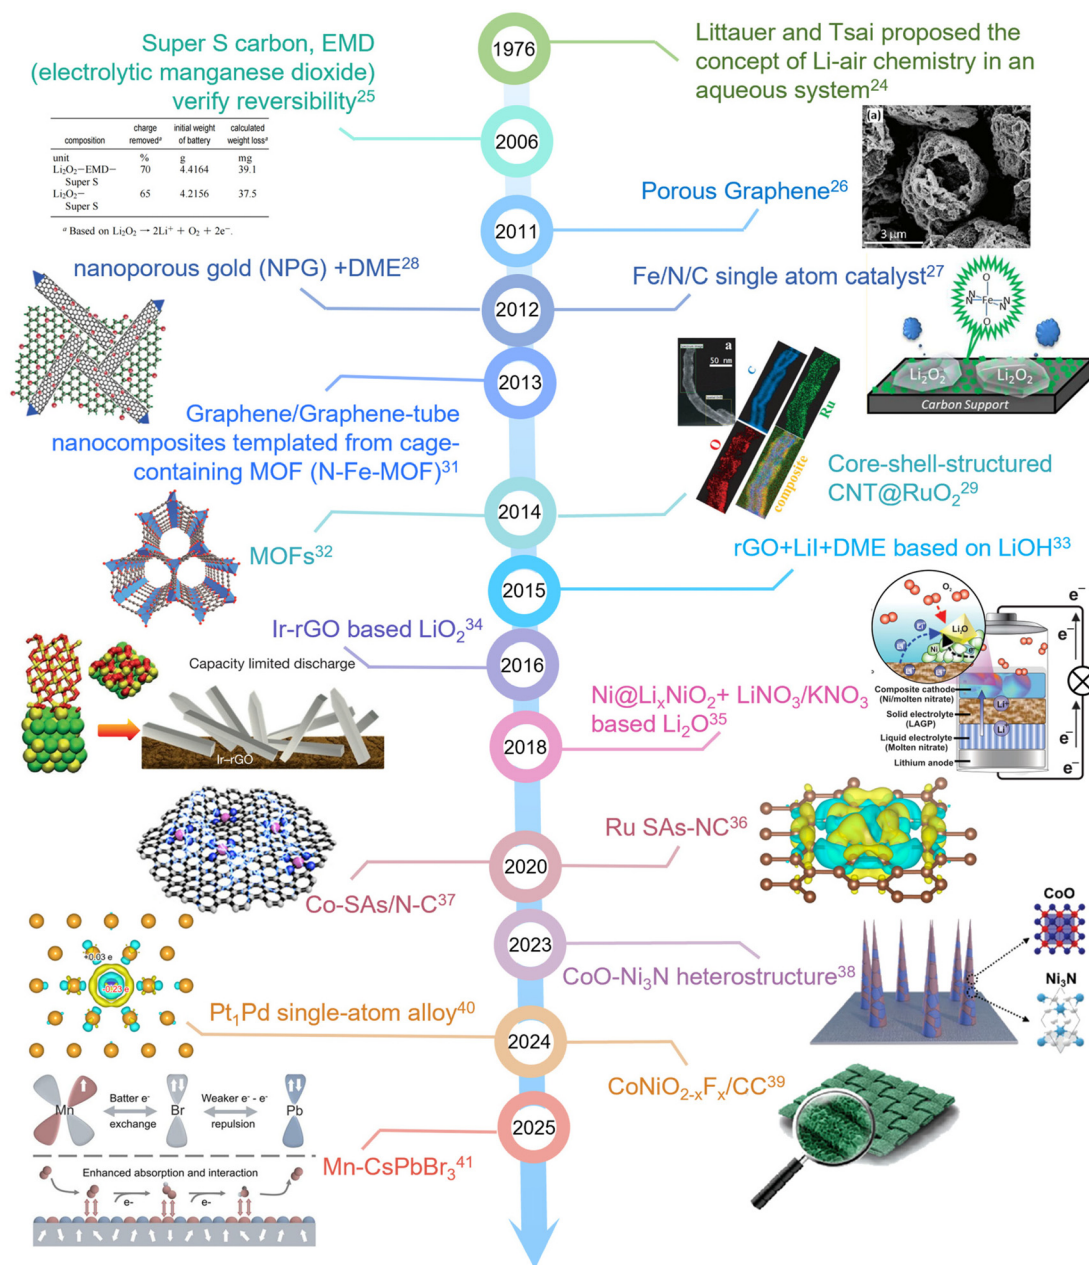 1976
Littauer and Tsai proposed the
concept of Li-air chemistry in an
aqueous system24
Super S carbon, EMD
(electrolytic manganese dioxide)
verify reversibility25
2006
composition charge removedᵃ initial weight of battery calculated weight lossᵃ
unit % g mg
Li₂O₂−EMD−Super S 70 4.4164 39.1
Li₂O₂−Super S 65 4.2156 37.5
ᵃ Based on Li₂O₂ → 2Li⁺ + O₂ + 2e⁻.
(a)
3 μm
Porous Graphene26
2011
nanoporous gold (NPG) +DME28
2012
Fe/N/C single atom catalyst27
O
N Fe N
O
Li₂O₂
Li₂O₂
Carbon Support
2013
Graphene/Graphene-tube
nanocomposites templated from cage-
containing MOF (N-Fe-MOF)31
a
50 nm
C
Ru
O
composite
Core-shell-structured
CNT@RuO₂29
2014
MOFs32
rGO+LiI+DME based on LiOH33
2015
Ir-rGO based LiO₂34
2016
Capacity limited discharge
Ir–rGO
Ni@LiₓNiO₂+ LiNO₃/KNO₃
based Li₂O35
2018
O₂
Li₂O
Ni
Li⁺
e⁻
e⁻
e⁻
e⁻
Composite cathode
(Ni/molten nitrate)
Solid electrolyte
(LAGP)
Liquid electrolyte
(Molten nitrate)
Lithium anode
Li⁺
Li⁺
Ru SAs-NC36
2020
Co-SAs/N-C37
2023
CoO-Ni₃N heterostructure38
CoO
Ni₃N
+0.03 e
-0.23 e
Pt₁Pd single-atom alloy40
2024
CoNiO₂₋ₓFₓ/CC39
Mn
Batter e-
exchange
Br
Weaker e- - e-
repulsion
Pb
2025
Mn-CsPbBr₃41
Enhanced absorption and interaction
e-
e-